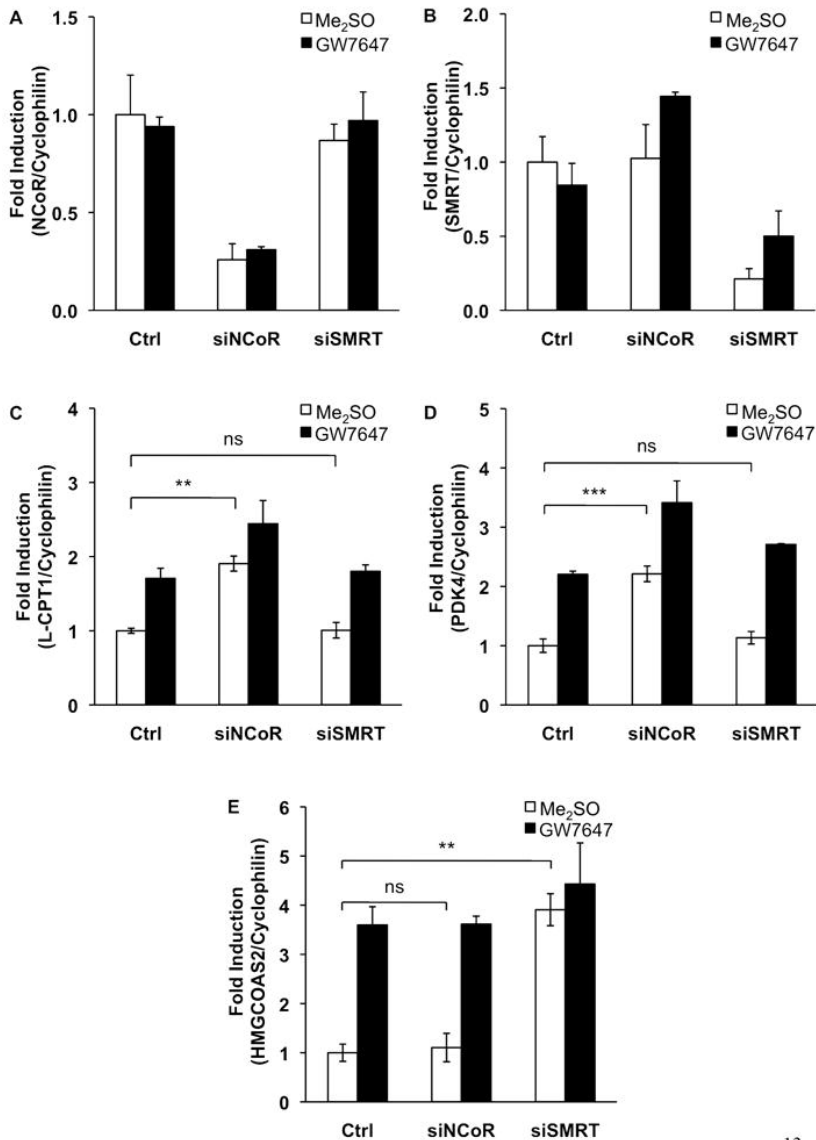 A
Me₂SO
GW7647
Fold Induction
(NCoR/Cyclophilin)
1.5
1.0
0.5
0.0
Ctrl siNCoR siSMRT
B
Me₂SO
GW7647
Fold Induction
(SMRT/Cyclophilin)
2.0
1.5
1.0
0.5
0.0
Ctrl siNCoR siSMRT
C
Me₂SO
GW7647
Fold Induction
(L-CPT1/Cyclophilin)
4
3
2
1
0
ns
**
Ctrl siNCoR siSMRT
D
Me₂SO
GW7647
Fold Induction
(PDK4/Cyclophilin)
5
4
3
2
1
0
ns
***
Ctrl siNCoR siSMRT
E
Me₂SO
GW7647
Fold Induction
(HMGCOAS2/Cyclophilin)
6
5
4
3
2
1
0
**
ns
Ctrl siNCoR siSMRT